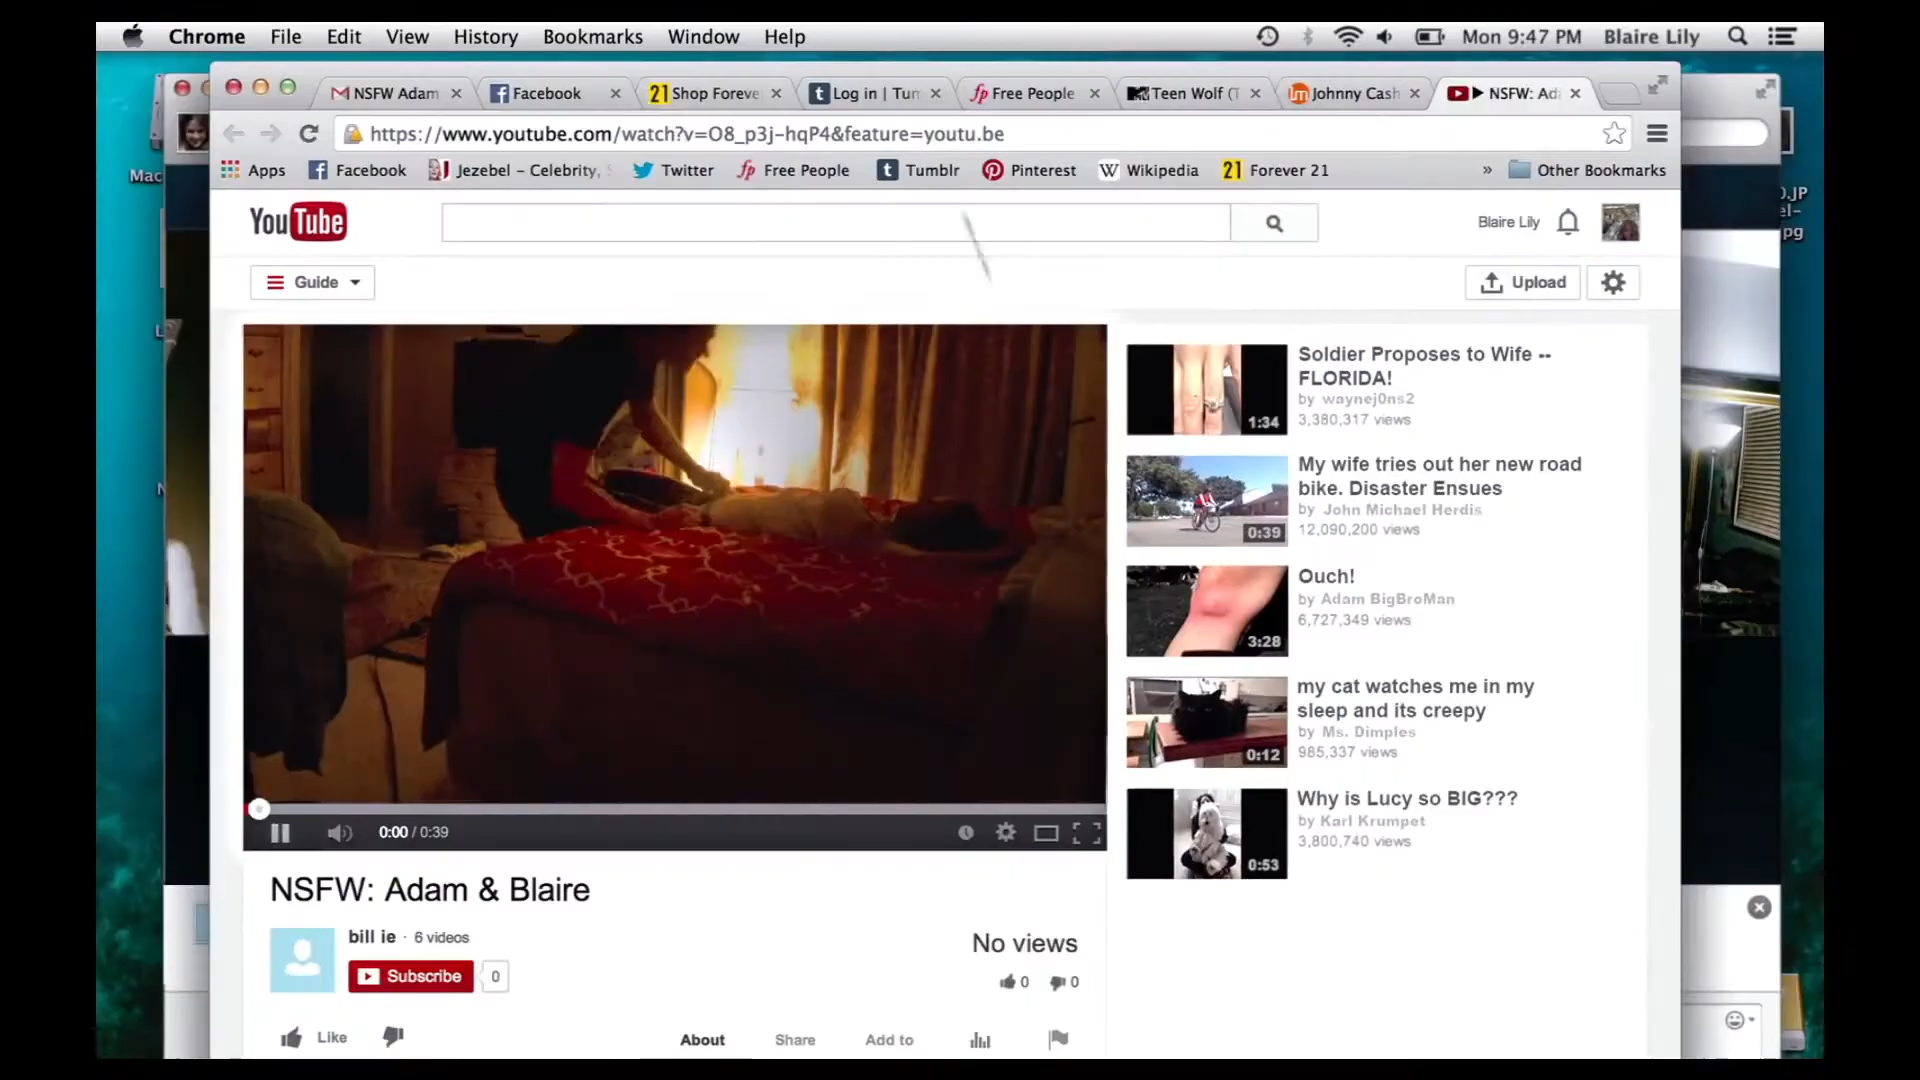 Chrome File Edit View History Bookmarks Window Help Mon 9:47 PM Blaire Lily
NSFW Adam Facebook 21 Shop Foreve t Log in | Tum fp Free People Teen Wolf (T Johnny Cash ▶ NSFW: Ad
https://www.youtube.com/watch?v=O8_p3j-hqP4&feature=youtu.be
Apps Facebook Jezebel – Celebrity, Twitter fp Free People t Tumblr Pinterest W Wikipedia 21 Forever 21 » Other Bookmarks
Mac
YouTube
Blaire Lily
Guide
Upload
Soldier Proposes to Wife --
FLORIDA!
by waynej0ns2
3,380,317 views
1:34
My wife tries out her new road
bike. Disaster Ensues
by John Michael Herdis
12,090,200 views
0:39
Ouch!
by Adam BigBroMan
6,727,349 views
3:28
my cat watches me in my
sleep and its creepy
by Ms. Dimples
985,337 views
0:12
Why is Lucy so BIG???
by Karl Krumpet
3,800,740 views
0:53
0:00 / 0:39
NSFW: Adam & Blaire
bill ie · 6 videos
Subscribe 0
No views
0 0
Like
About Share Add to